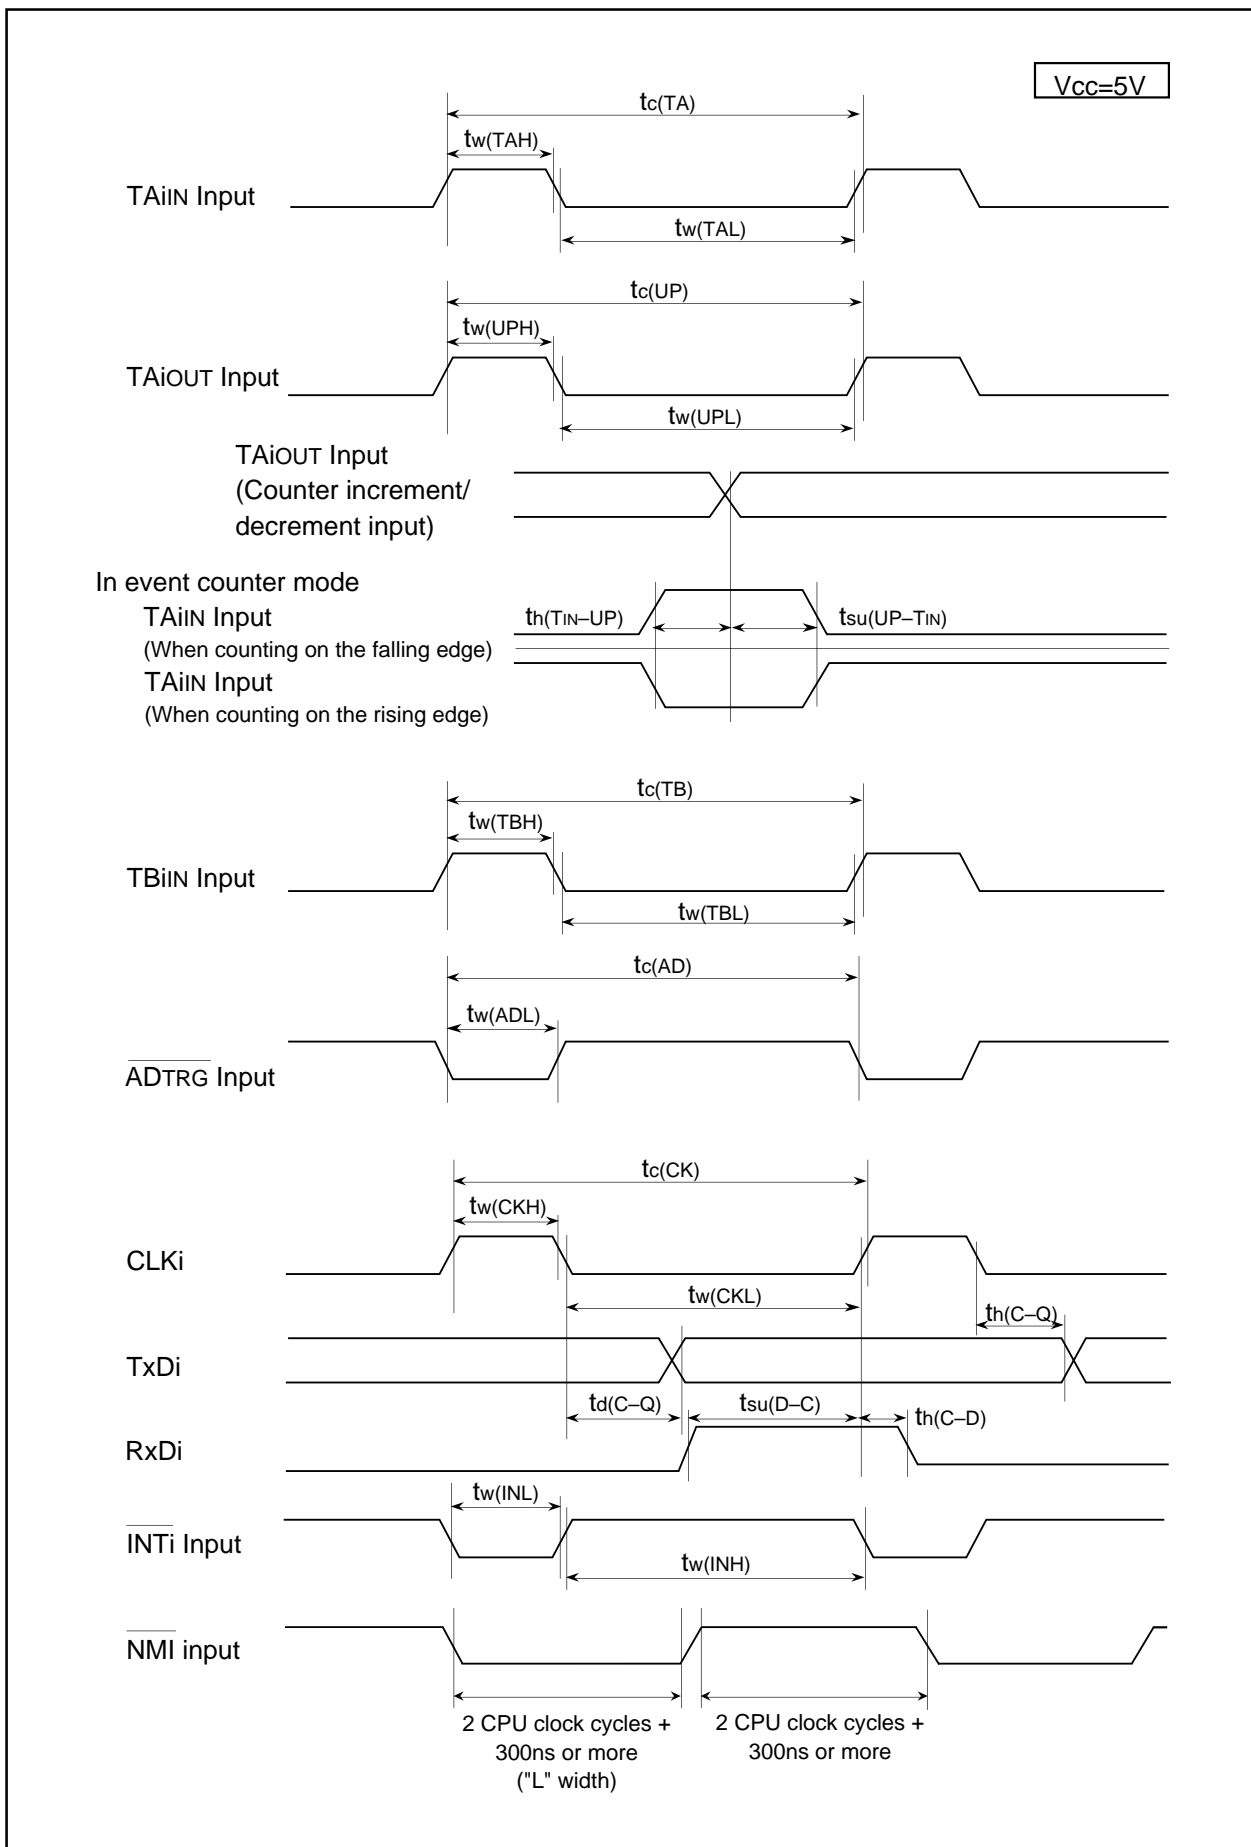 Vcc=5V
tc(TA)
tw(TAH)
TAiIN Input
tw(TAL)
tc(UP)
tw(UPH)
TAiOUT Input
tw(UPL)
TAiOUT Input
(Counter increment/
decrement input)
In event counter mode
TAiIN Input
(When counting on the falling edge)
th(TIN–UP)
tsu(UP–TIN)
TAiIN Input
(When counting on the rising edge)
tc(TB)
tw(TBH)
TBiIN Input
tw(TBL)
tc(AD)
tw(ADL)
ADTRG Input
tc(CK)
tw(CKH)
CLKi
tw(CKL)
th(C–Q)
TxDi
td(C–Q)
tsu(D–C)
th(C–D)
RxDi
tw(INL)
INTi Input
tw(INH)
NMI input
2 CPU clock cycles +
300ns or more
("L" width)
2 CPU clock cycles +
300ns or more